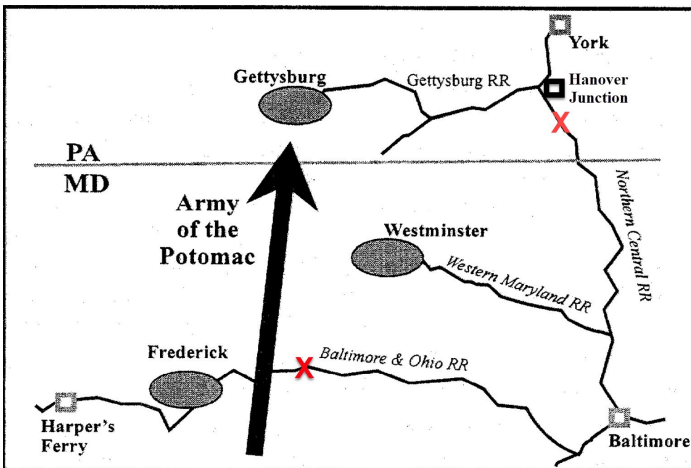 York
Gettysburg
Gettysburg RR
Hanover
Junction
X
PA
MD
Army
of the
Potomac
Northern Central RR
Westminster
Western Maryland RR
Frederick
X
Baltimore & Ohio RR
Harper's
Ferry
Baltimore